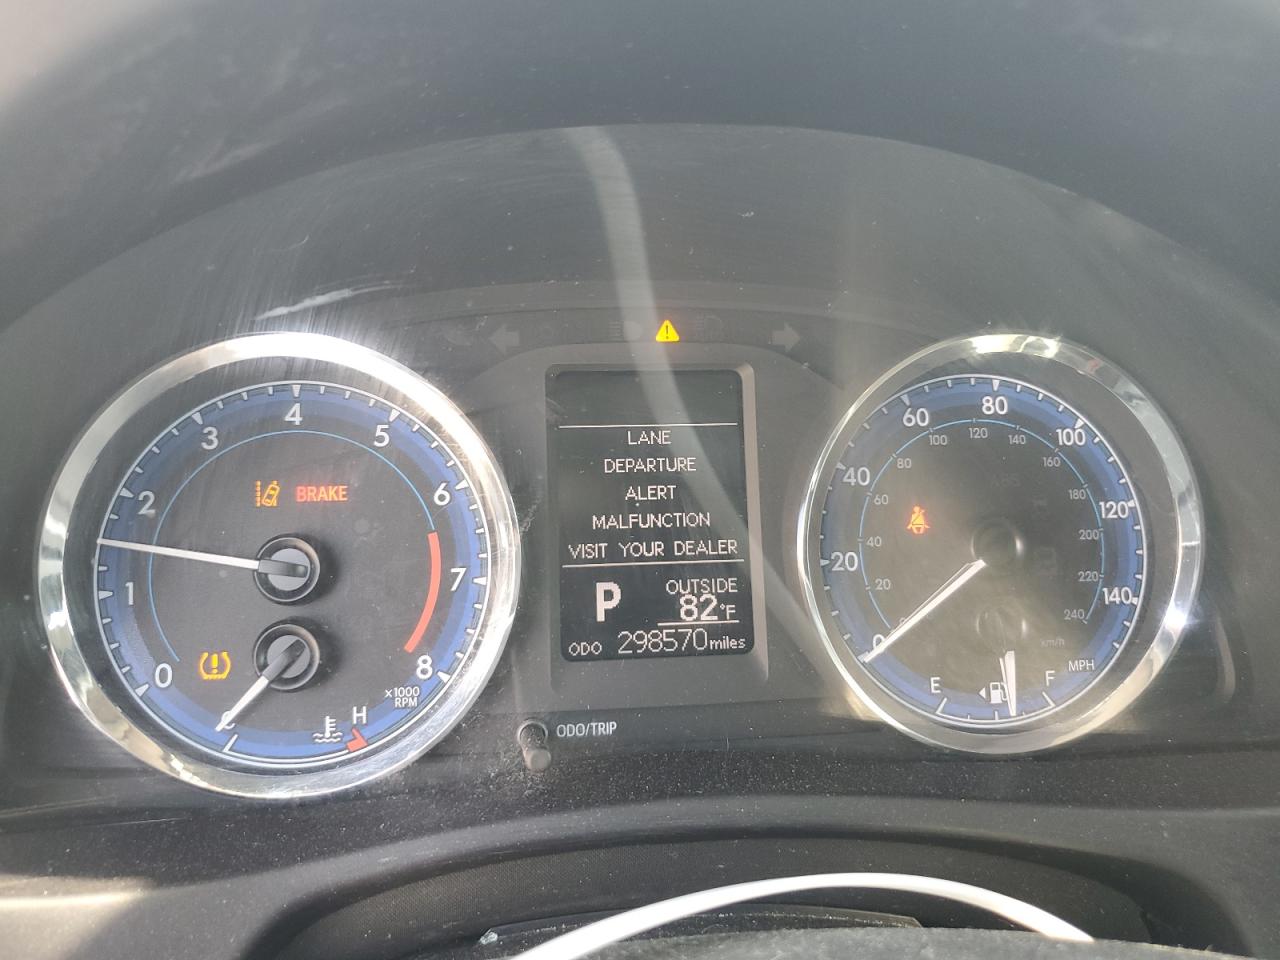 0
1
2
3
4
5
6
7
8
BRAKE
×1000
RPM
C
H
LANE
DEPARTURE
ALERT
MALFUNCTION
VISIT YOUR DEALER
P
OUTSIDE
82°F
ODO 298570 miles
ODO/TRIP
0
20
40
60
80
100
120
140
MPH
20
40
60
80
100
120
140
160
180
200
220
240
km/h
ABS
E
F